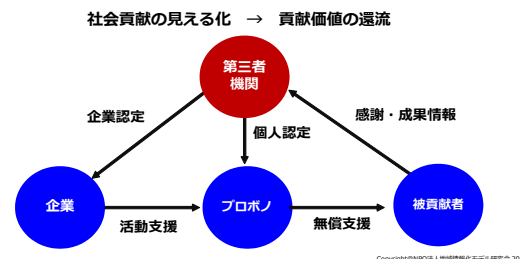 社会貢献の見える化　→　貢献価値の還流
第三者
機関
企業認定
個人認定
感謝・成果情報
企業
プロボノ
被貢献者
活動支援
無償支援